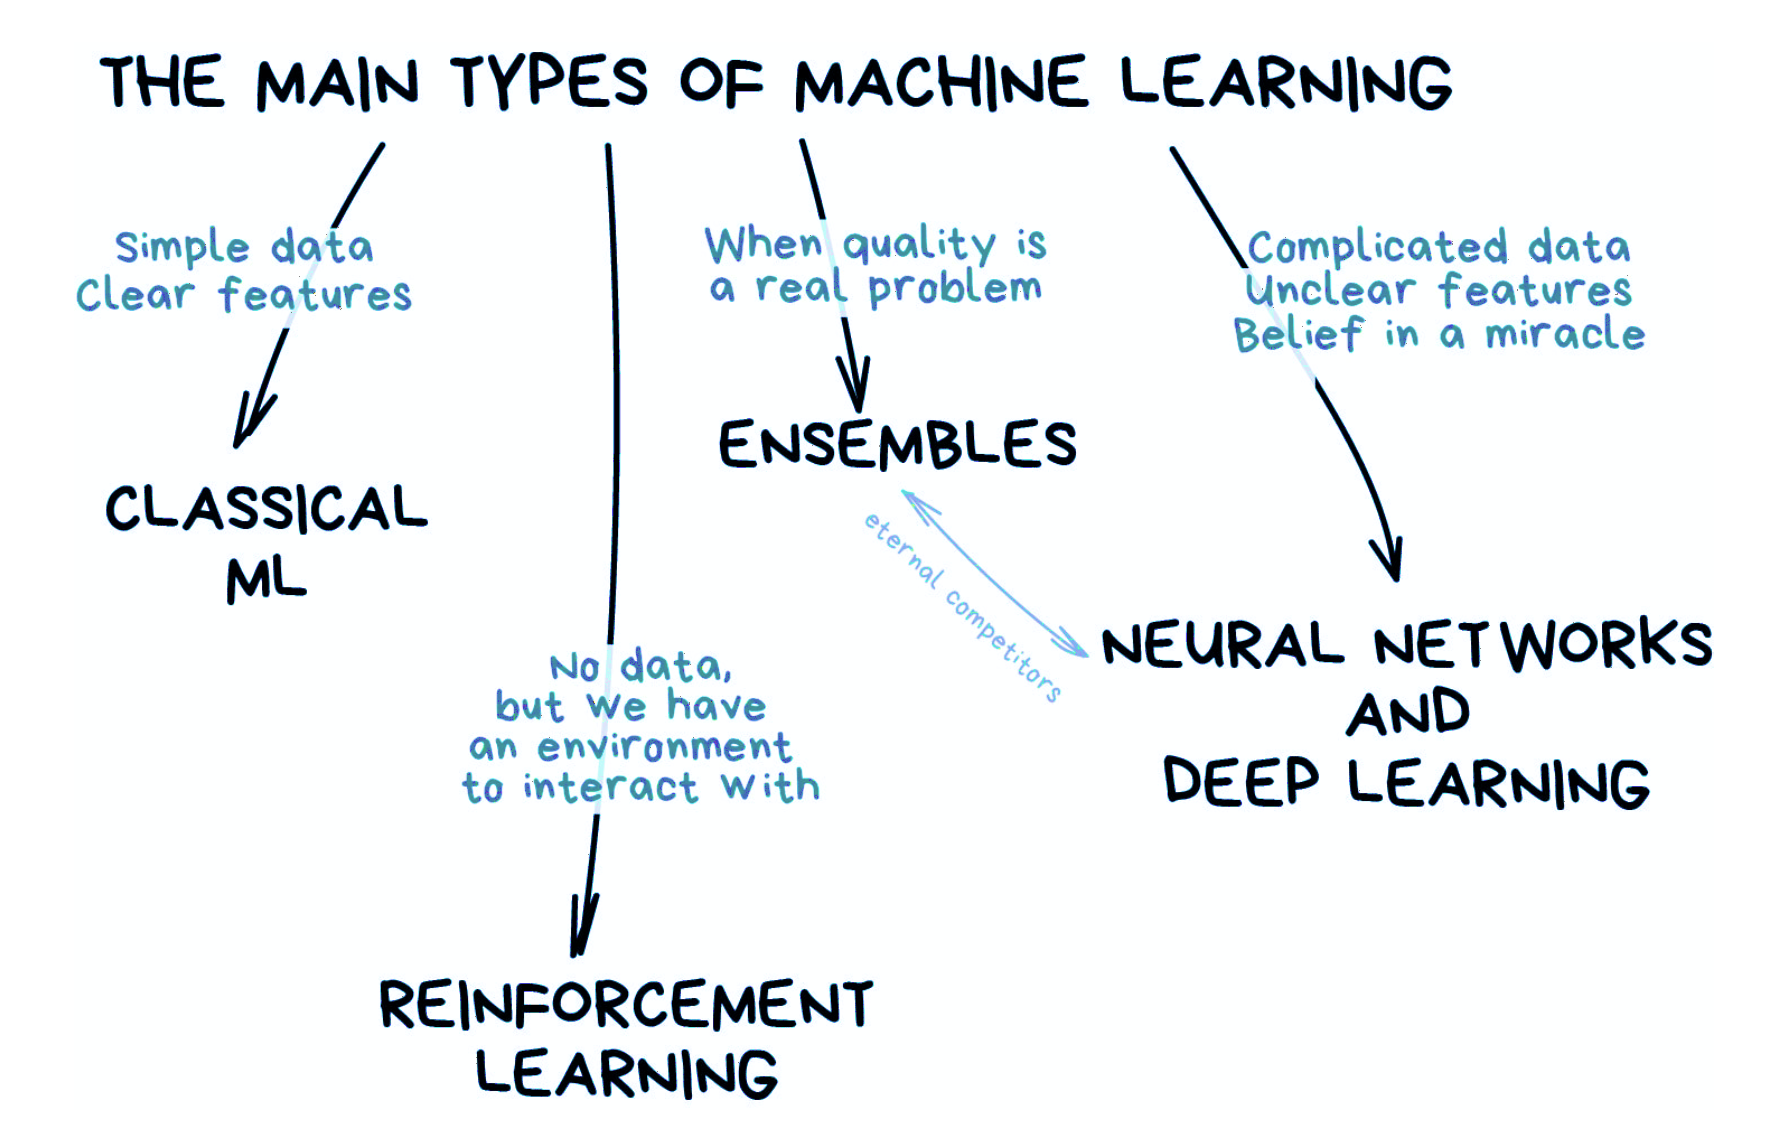 THE MAIN TYPES OF MACHINE LEARNING
Simple data
Clear features
CLASSICAL
ML
No data,
but we have
an environment
to interact with
REINFORCEMENT
LEARNING
When quality is
a real problem
ENSEMBLES
eternal competitors
Complicated data
Unclear features
Belief in a miracle
NEURAL NETWORKS
AND
DEEP LEARNING